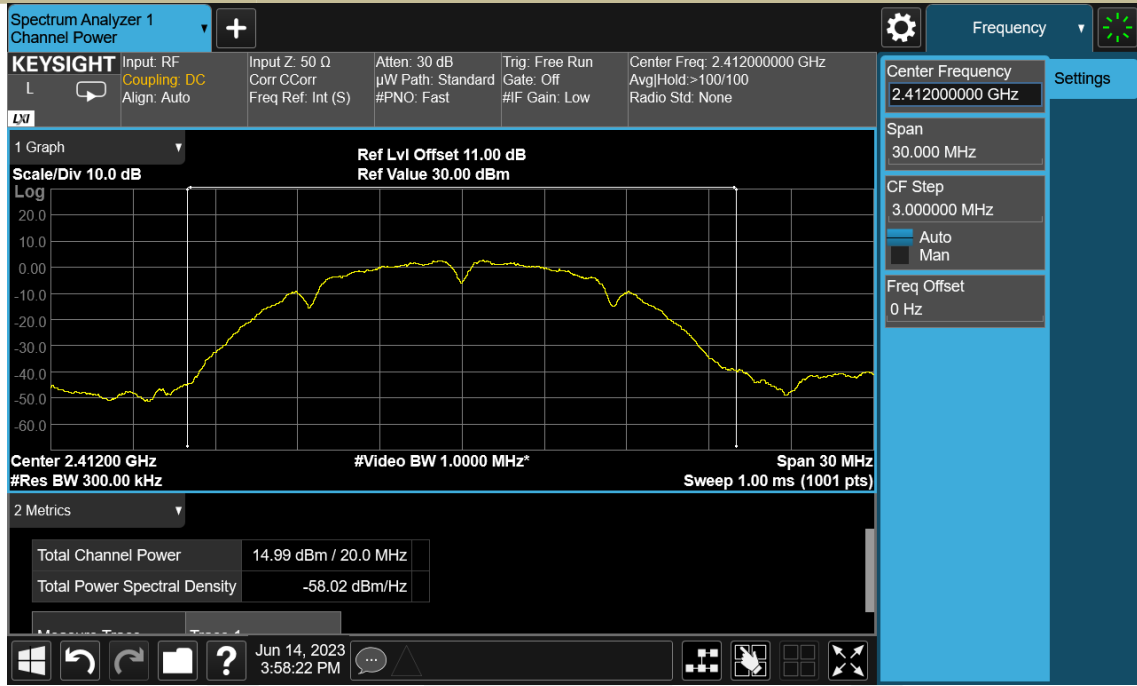 Spectrum Analyzer 1
Channel Power
+
Frequency
KEYSIGHT
L
LXI
Input: RF
Coupling: DC
Align: Auto
Input Z: 50 Ω
Corr CCorr
Freq Ref: Int (S)
Atten: 30 dB
µW Path: Standard
#PNO: Fast
Trig: Free Run
Gate: Off
#IF Gain: Low
Center Freq: 2.412000000 GHz
Avg|Hold:>100/100
Radio Std: None
Center Frequency
2.412000000 GHz
Settings
Span
30.000 MHz
CF Step
3.000000 MHz
Auto
Man
Freq Offset
0 Hz
1 Graph
Ref Lvl Offset 11.00 dB
Scale/Div 10.0 dB
Ref Value 30.00 dBm
Log
20.0
10.0
0.00
-10.0
-20.0
-30.0
-40.0
-50.0
-60.0
Center 2.41200 GHz
#Video BW 1.0000 MHz*
Span 30 MHz
#Res BW 300.00 kHz
Sweep 1.00 ms (1001 pts)
2 Metrics
Total Channel Power
14.99 dBm / 20.0 MHz
Total Power Spectral Density
-58.02 dBm/Hz
?
Jun 14, 2023
3:58:22 PM